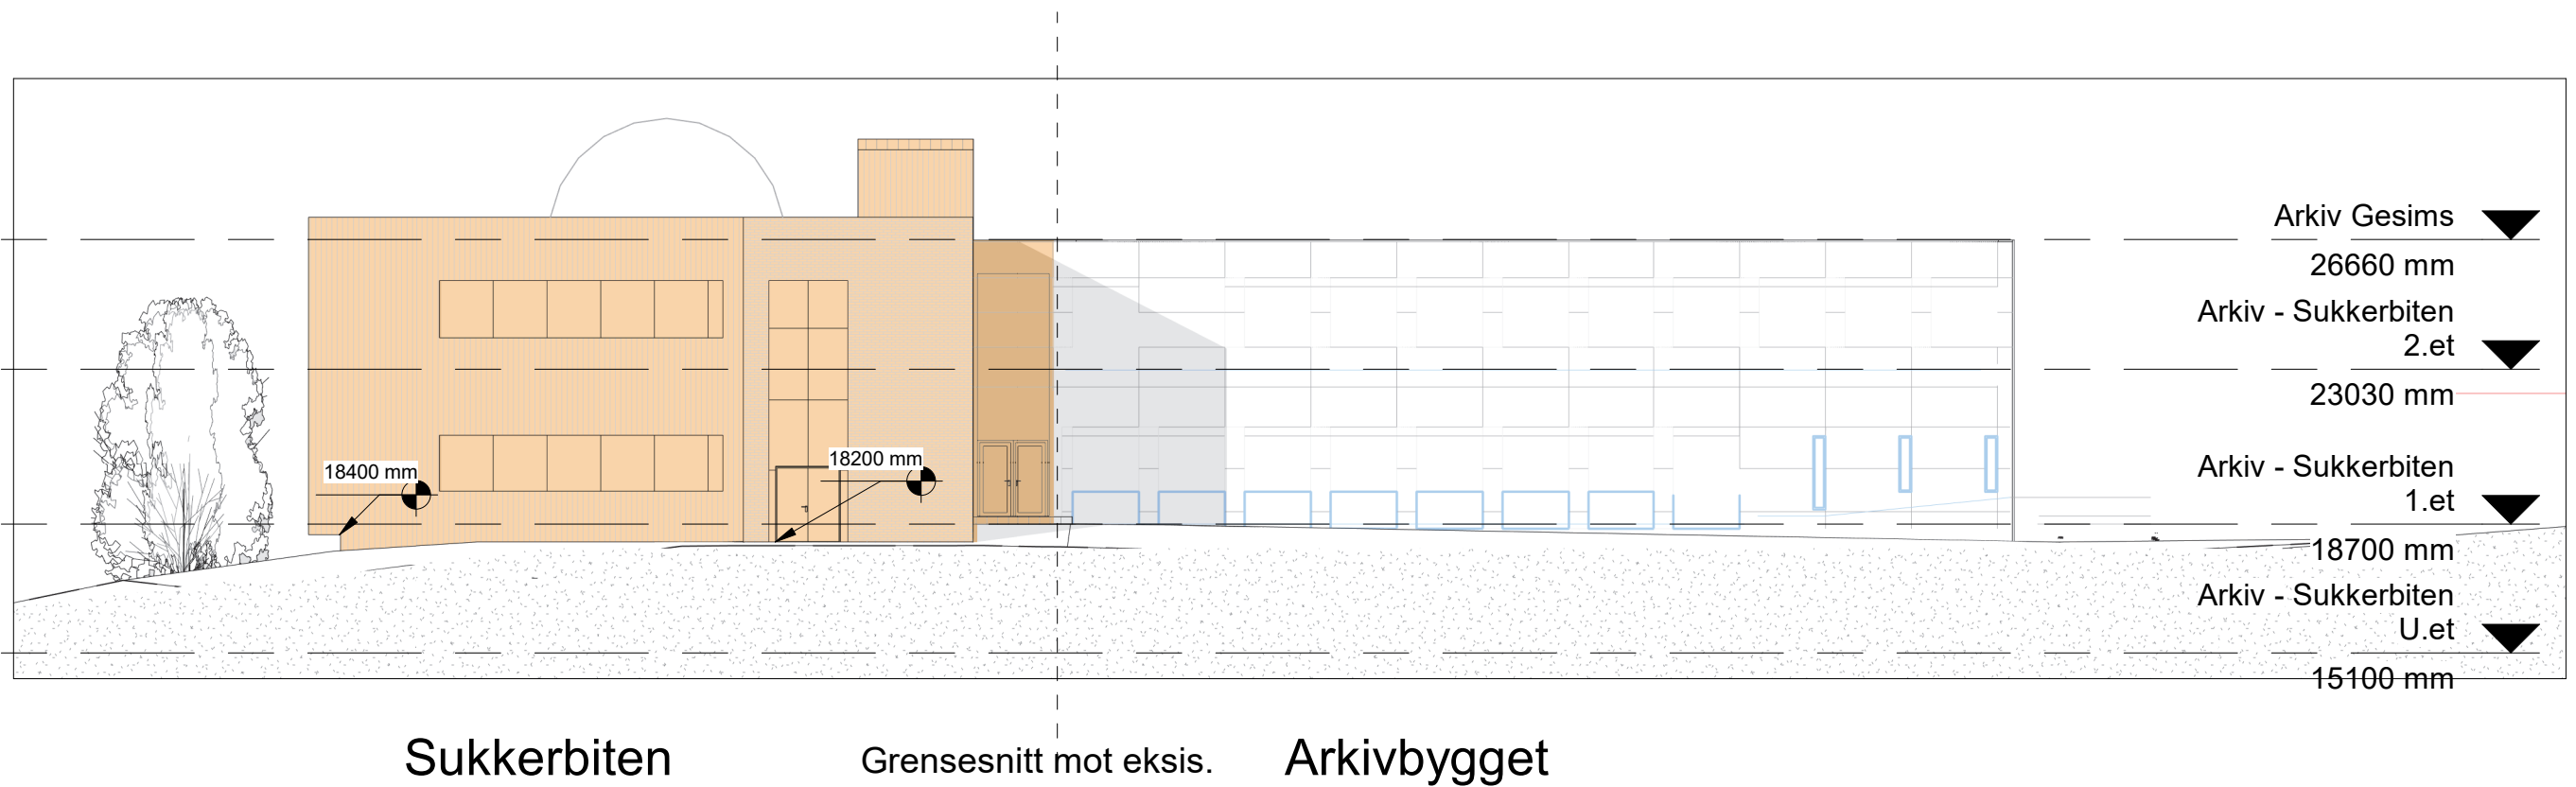 Arkiv Gesims
26660 mm
Arkiv - Sukkerbiten
2.et
23030 mm
Arkiv - Sukkerbiten
1.et
18700 mm
Arkiv - Sukkerbiten
U.et
15100 mm
18400 mm
18200 mm
Sukkerbiten
Grensesnitt mot eksis.
Arkivbygget